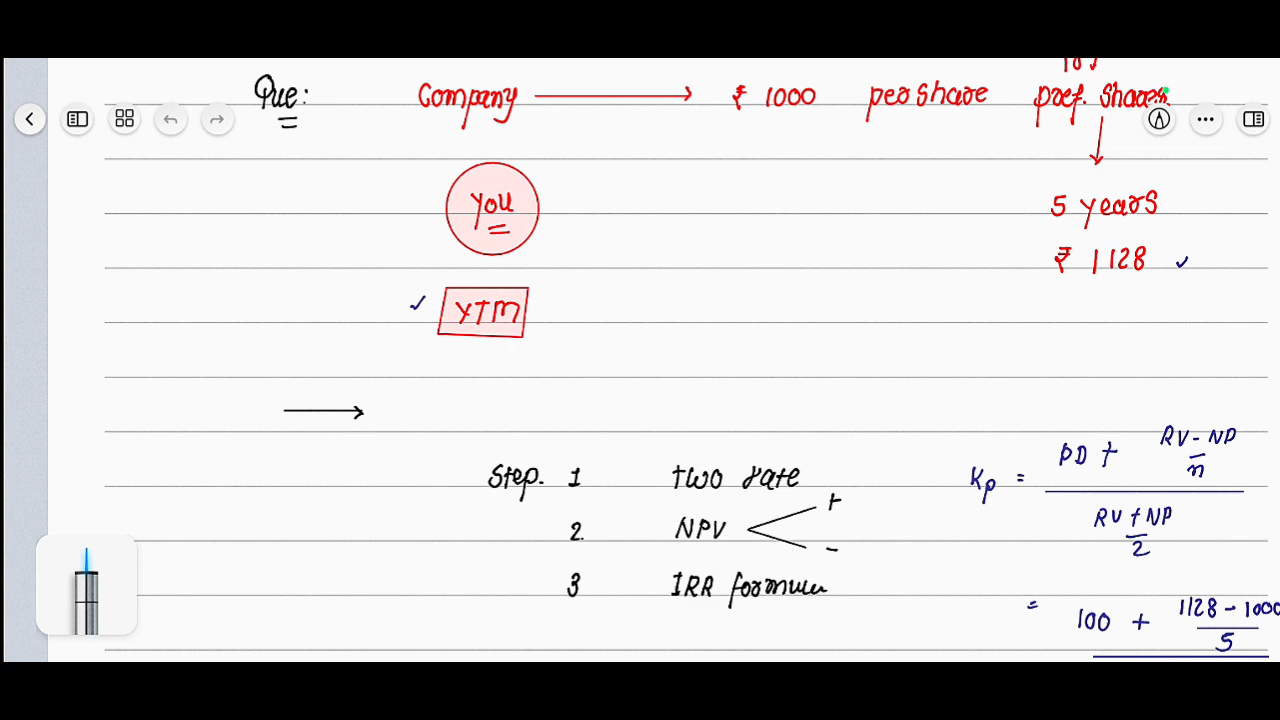 Que: Company → ₹ 1000 per share pref. shares
You
5 years
₹ 1128 ✓
✓ YTM
Step. 1 Two rate
2. NPV + -
3 IRR formula
Kp = PD + RV - NP / n
RV + NP / 2
= 100 + 1128 - 1000 / 5